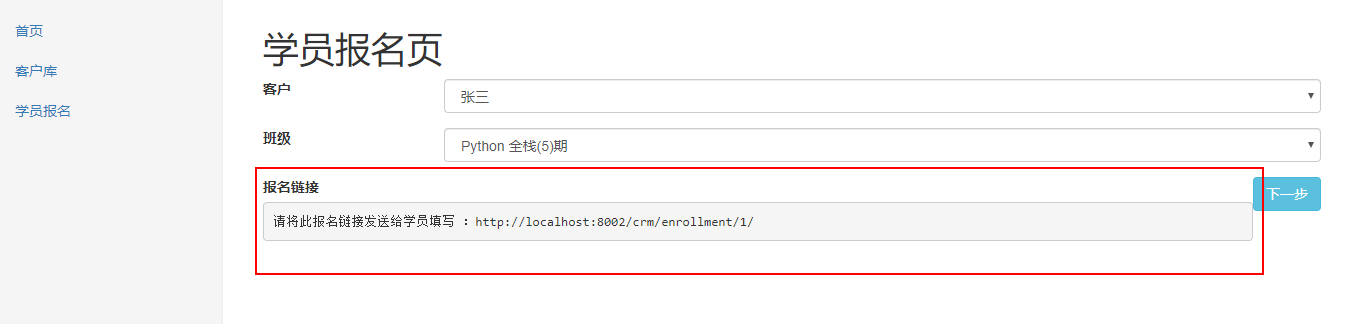 首页
客户库
学员报名
学员报名页
客户
张三
班级
Python 全栈(5)期
报名链接
下一步
请将此报名链接发送给学员填写 : http://localhost:8002/crm/enrollment/1/